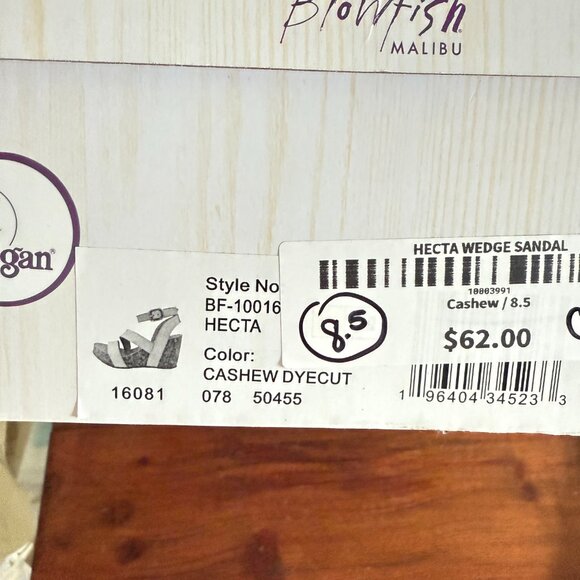 Blowfish
MALIBU
gan®
HECTA WEDGE SANDAL
10003991
Cashew / 8.5
$62.00
8.5
Style No
BF-10016
HECTA
Color:
CASHEW DYECUT
16081
078 50455
1 96404 34523 3